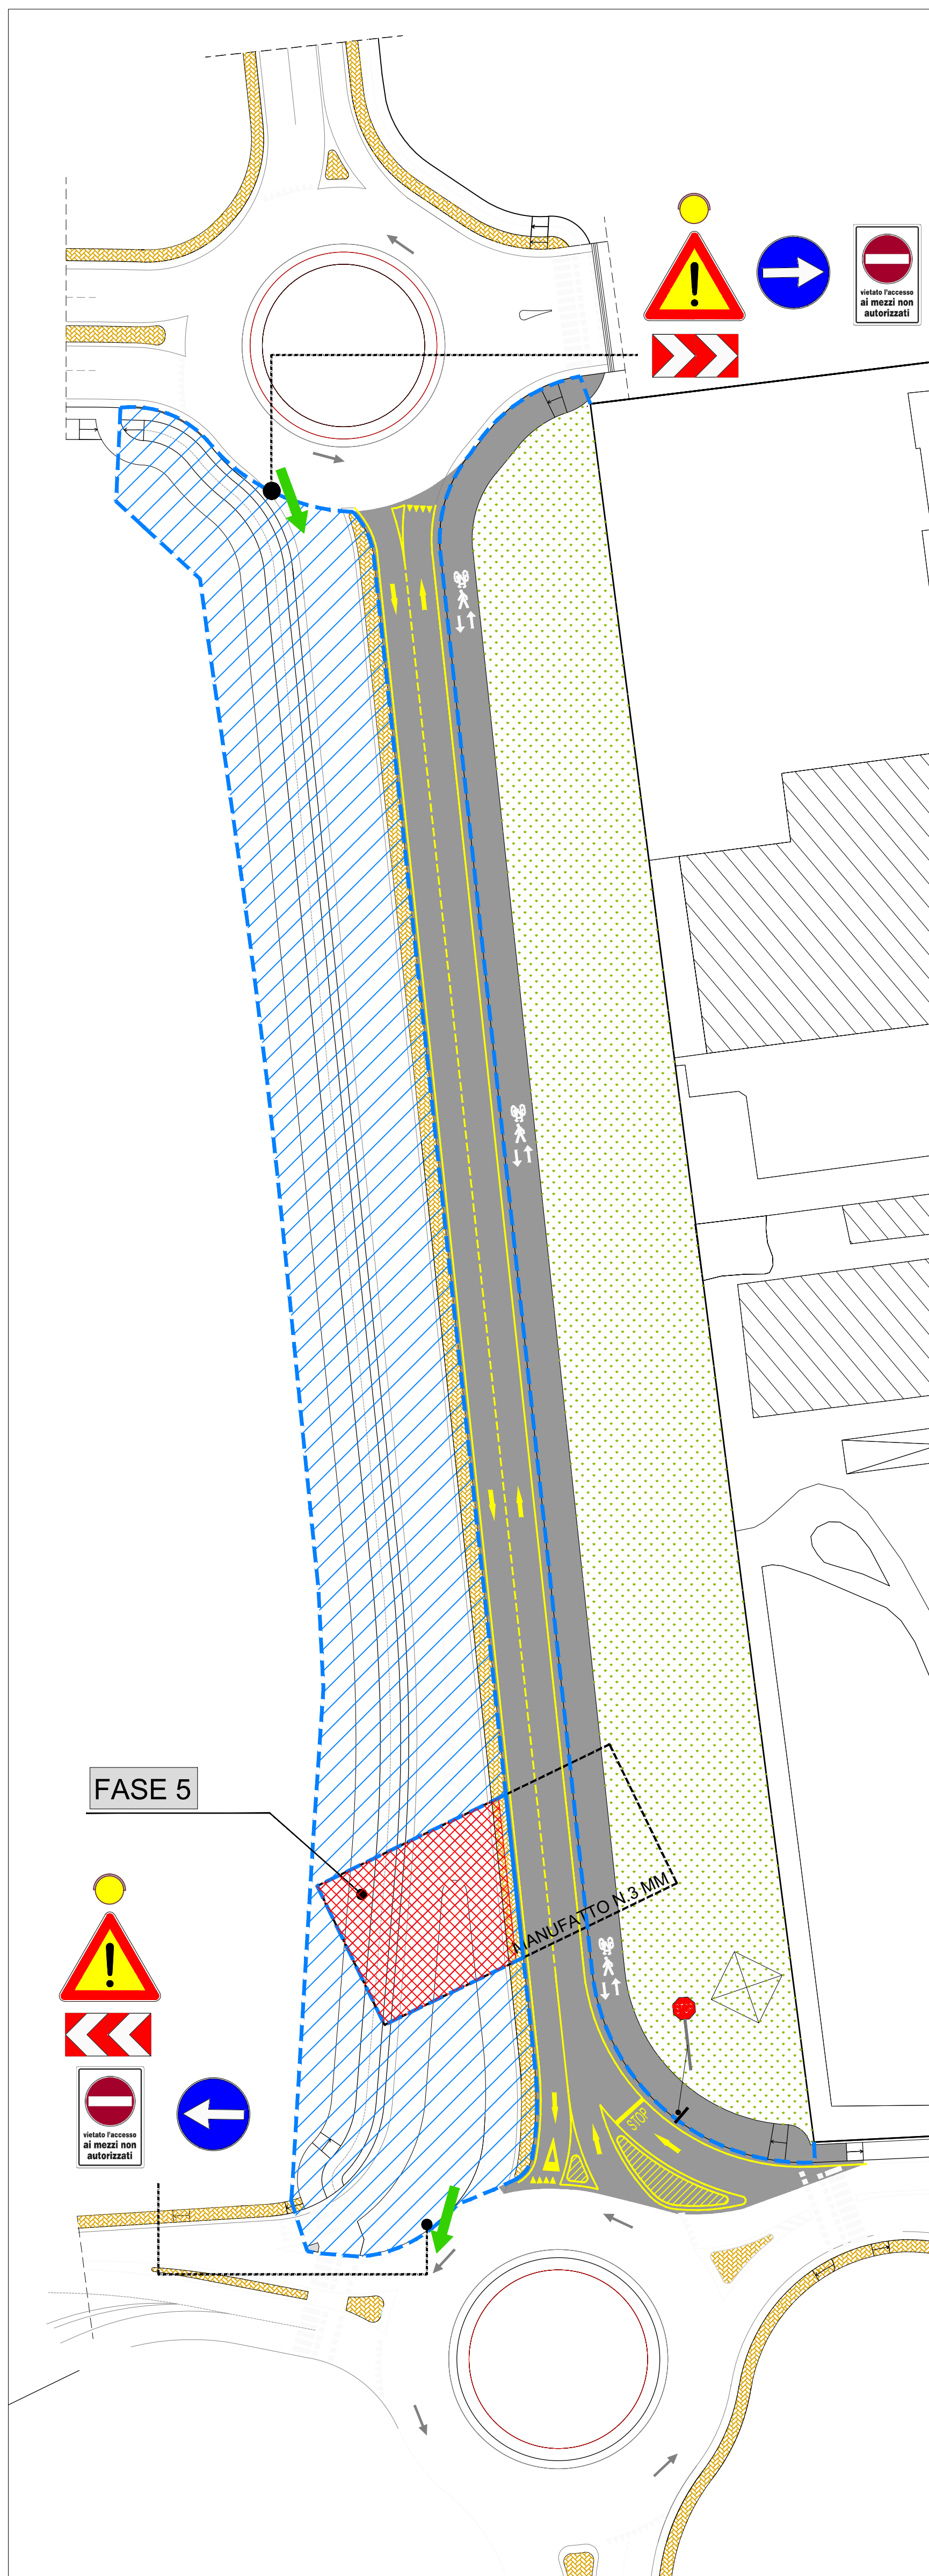 vietato l'accesso
ai mezzi non
autorizzati
FASE 5
MANUFATTO N.3 MM
vietato l'accesso
ai mezzi non
autorizzati
STOP